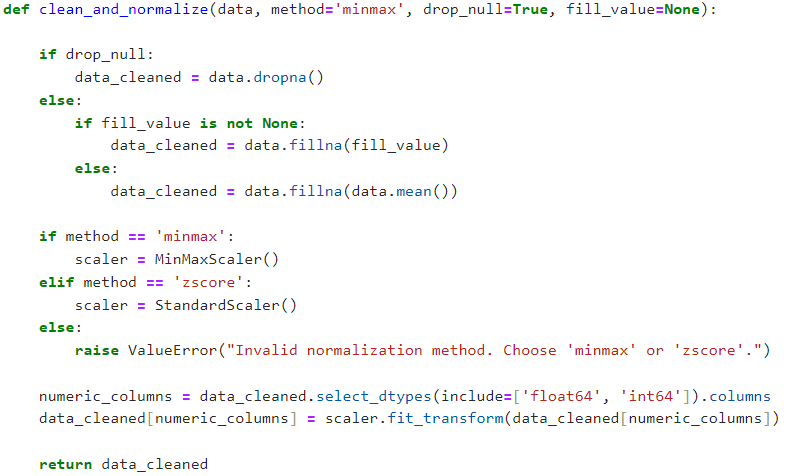 def clean_and_normalize(data, method='minmax', drop_null=True, fill_value=None):
    if drop_null:
        data_cleaned = data.dropna()
    else:
        if fill_value is not None:
            data_cleaned = data.fillna(fill_value)
        else:
            data_cleaned = data.fillna(data.mean())
    if method == 'minmax':
        scaler = MinMaxScaler()
    elif method == 'zscore':
        scaler = StandardScaler()
    else:
        raise ValueError("Invalid normalization method. Choose 'minmax' or 'zscore'.")
    numeric_columns = data_cleaned.select_dtypes(include=['float64', 'int64']).columns
    data_cleaned[numeric_columns] = scaler.fit_transform(data_cleaned[numeric_columns])
    return data_cleaned